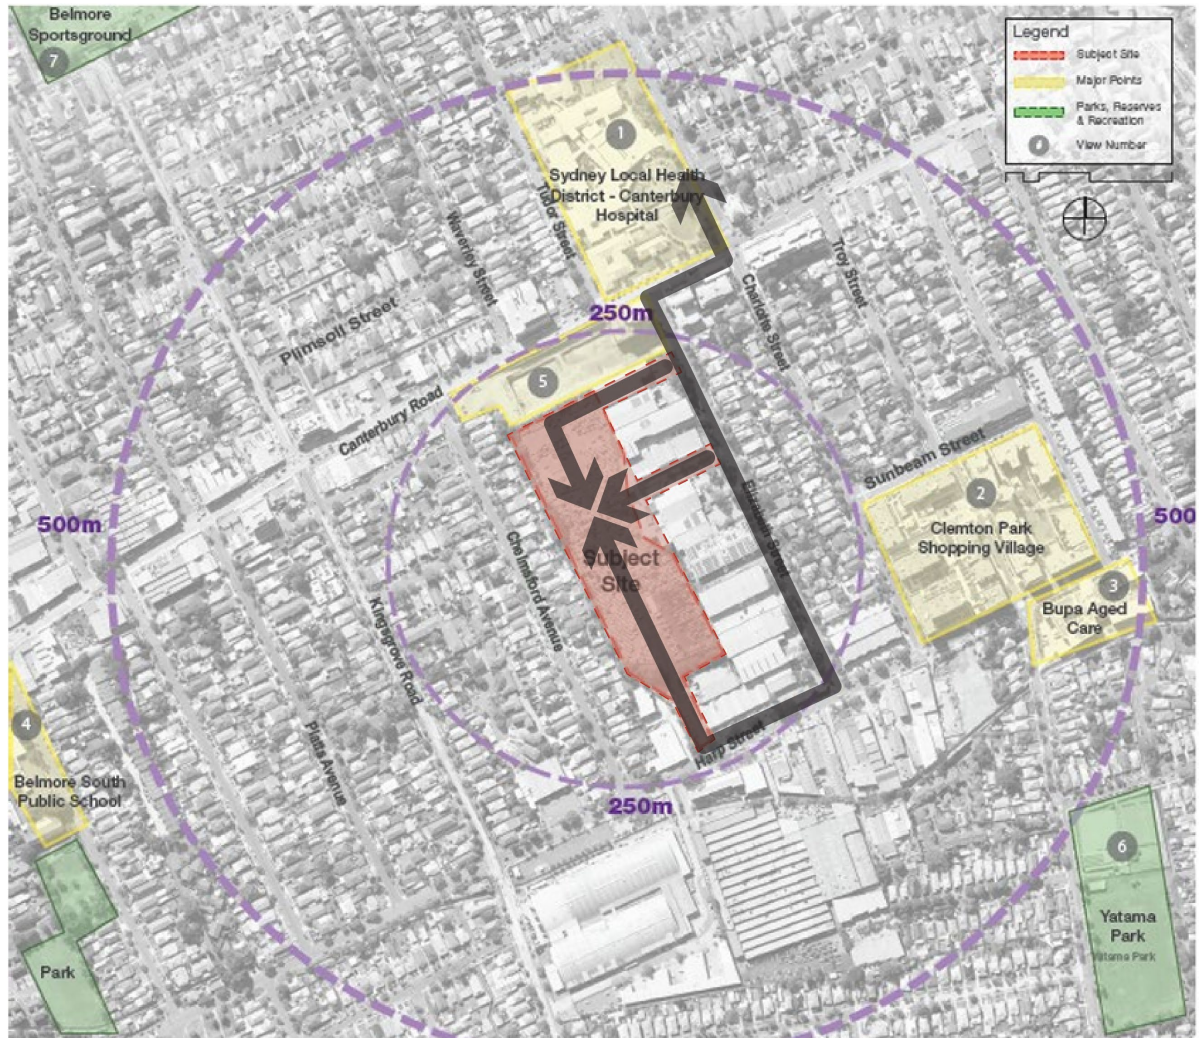 Belmore
Sportsground
7
Legend
Subject Site
Major Points
Parks, Reserves
& Recreation
#
View Number
1
Sydney Local Health
District - Canterbury
Hospital
Tudor Street
Waverley Street
Troy Street
Charlotte Street
Plimsoll Street
250m
5
Canterbury Road
Sunbeam Street
2
Clemton Park
Shopping Village
500m
500
Elizabeth Street
Chelmsford Avenue
Subject
Site
3
Bupa Aged
Care
Kingsgrove Road
4
Platts Avenue
Harp Street
Belmore South
Public School
250m
6
Yatama
Park
Yatama Park
Park